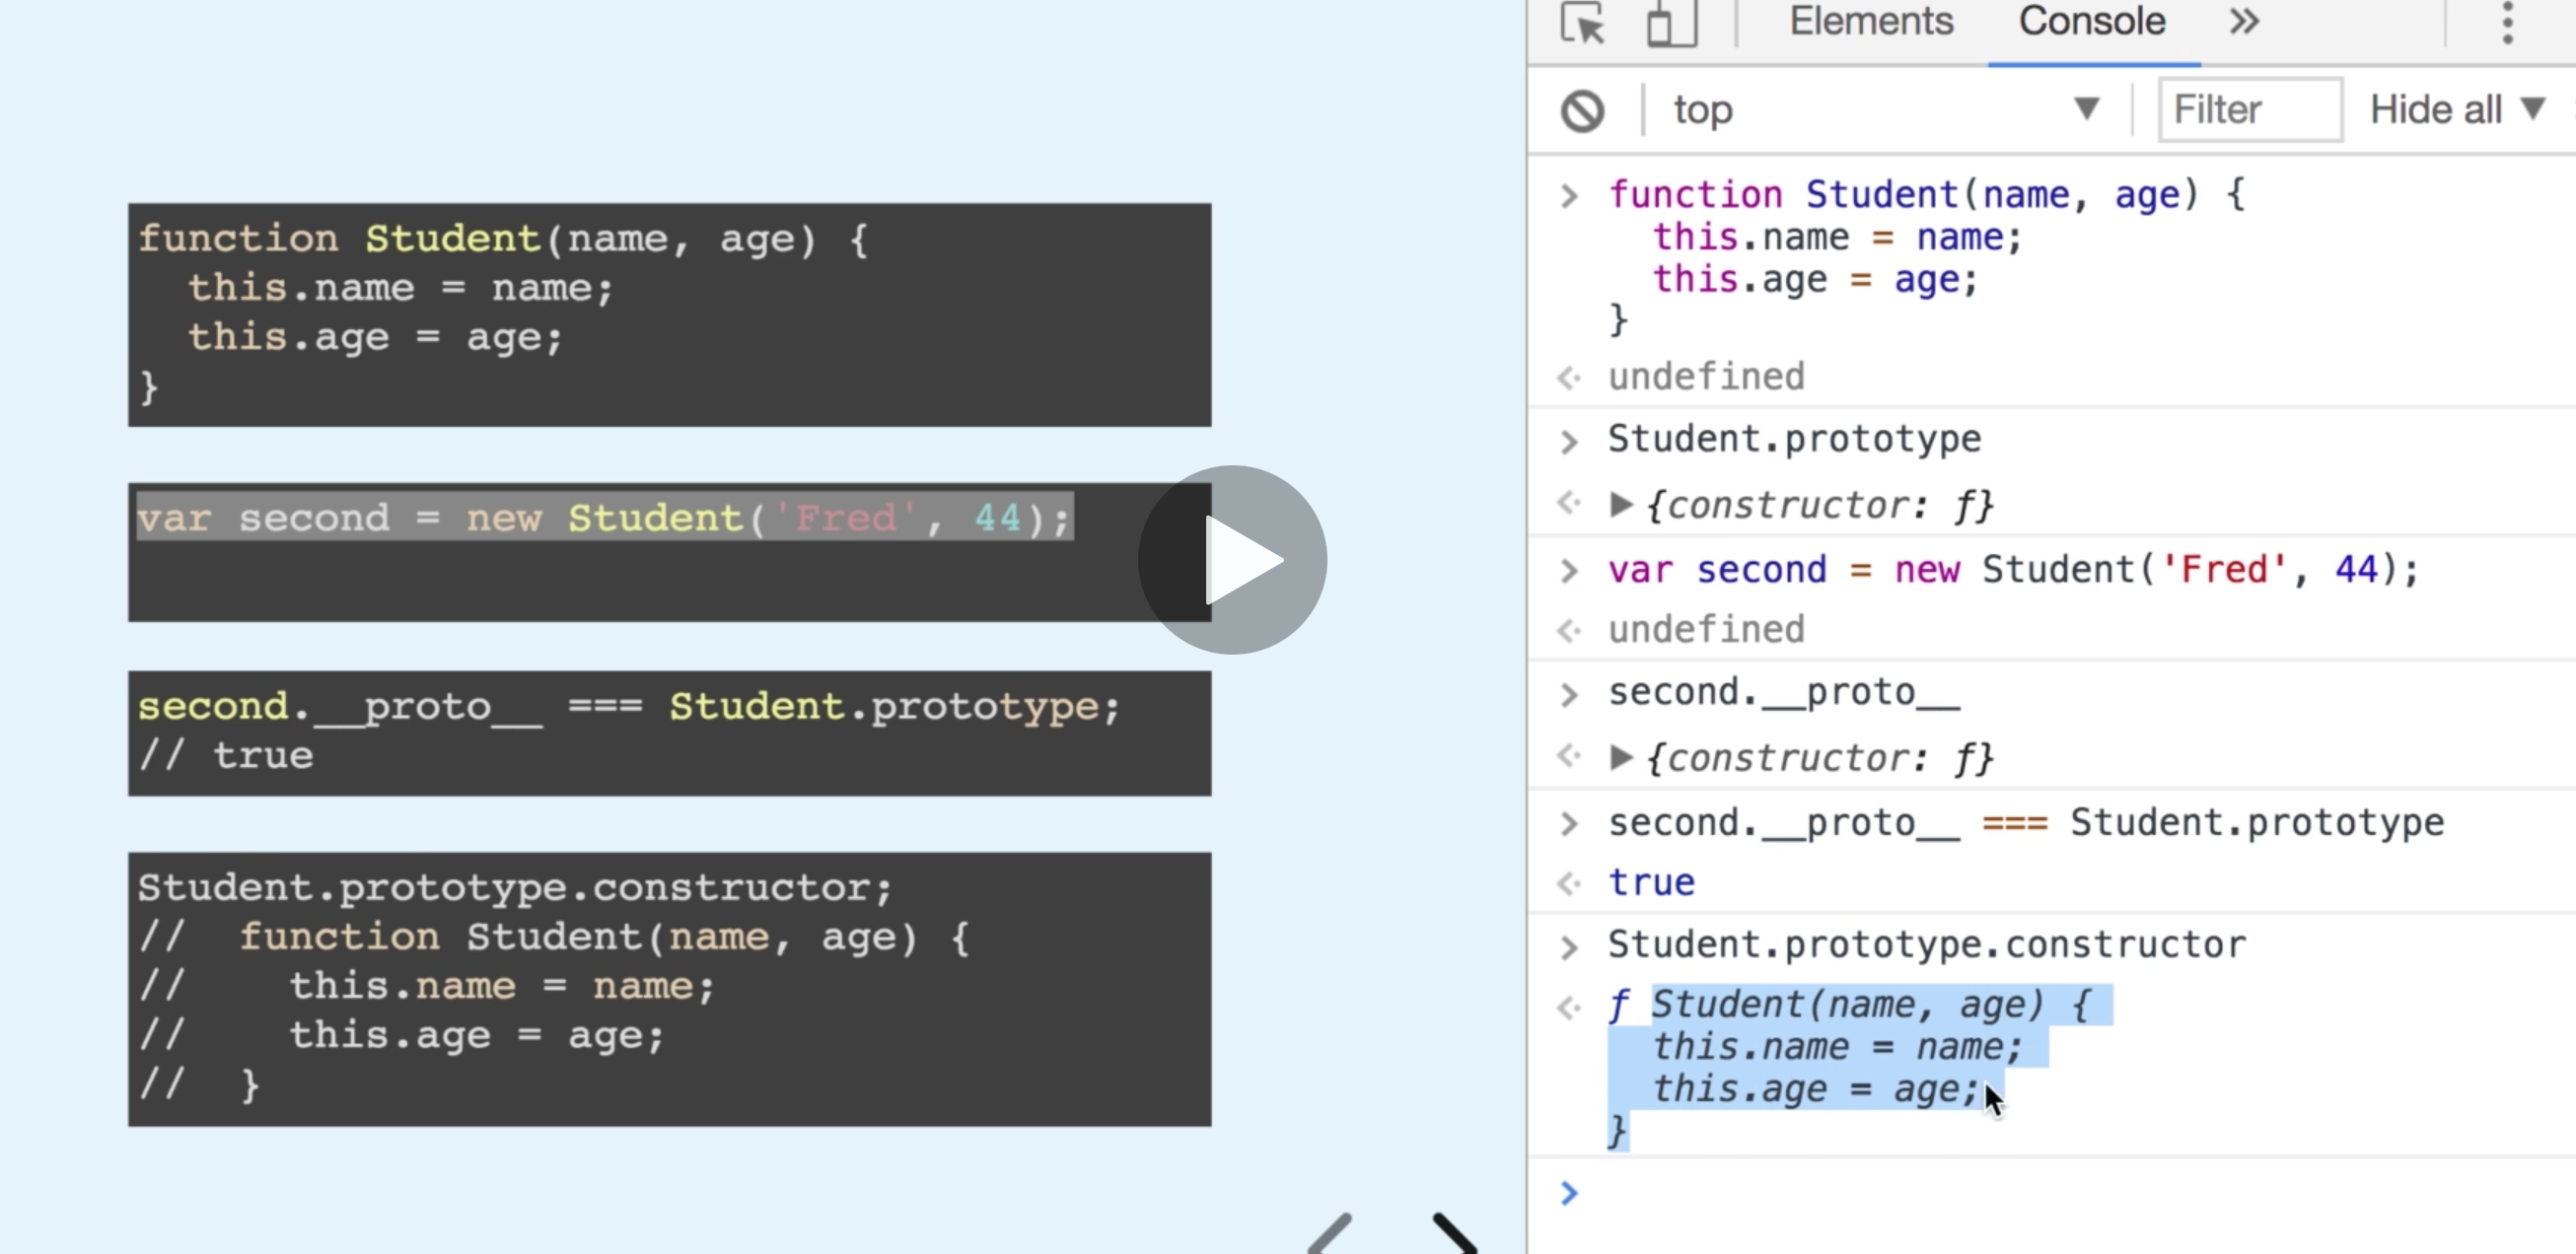 function Student(name, age) {
  this.name = name;
  this.age = age;
}
var second = new Student('Fred', 44);
second.__proto__ === Student.prototype;
// true
Student.prototype.constructor;
//  function Student(name, age) {
//    this.name = name;
//    this.age = age;
//  }
Elements Console
top Filter Hide all
> function Student(name, age) {
  this.name = name;
  this.age = age;
}
undefined
> Student.prototype
{constructor: ƒ}
> var second = new Student('Fred', 44);
undefined
> second.__proto__
{constructor: ƒ}
> second.__proto__ === Student.prototype
true
> Student.prototype.constructor
ƒ Student(name, age) {
  this.name = name;
  this.age = age;
}
>